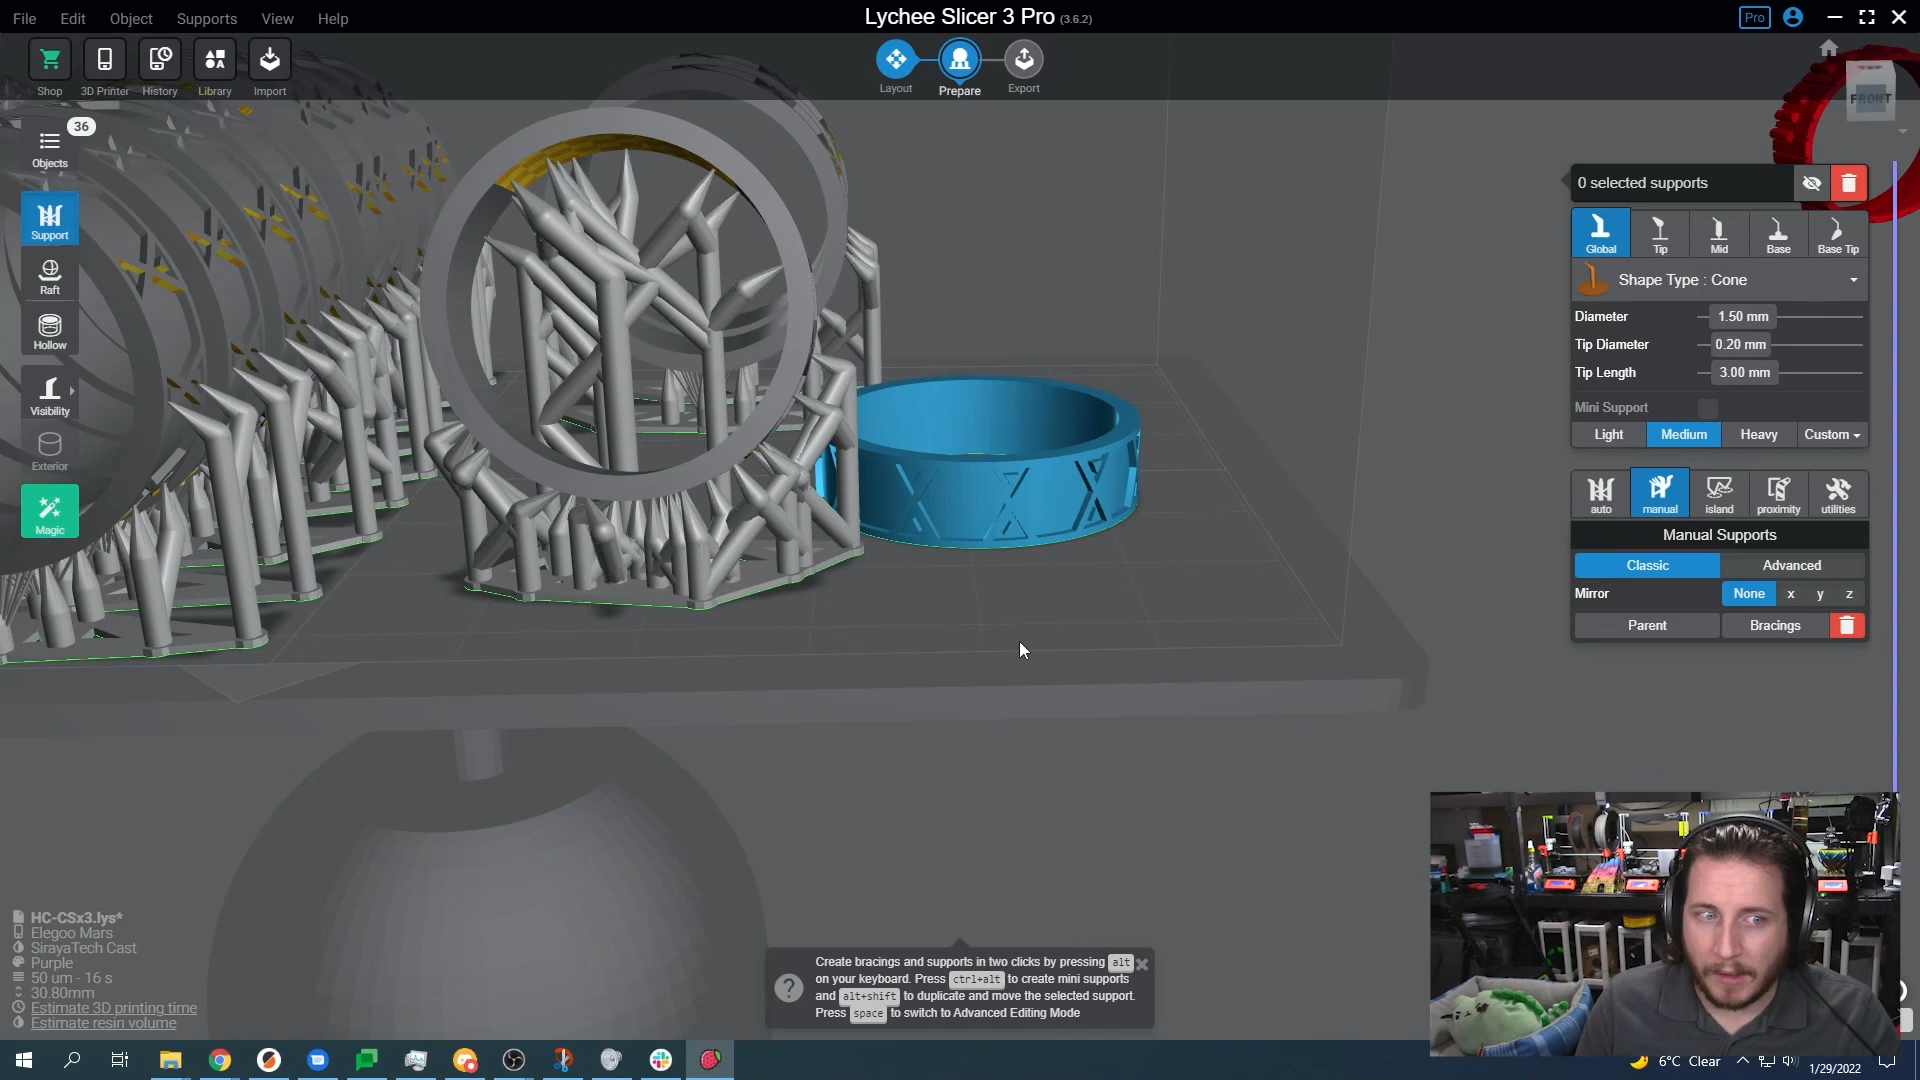 File Edit Object Supports View Help
Lychee Slicer 3 Pro (3.6.2)
Pro
Shop 3D Printer History Library Import
Layout Prepare Export
FRONT
36
Objects
Support
Raft
Hollow
Visibility
Exterior
Magic
0 selected supports
Global Tip Mid Base Base Tip
Shape Type : Cone
Diameter 1.50 mm
Tip Diameter 0.20 mm
Tip Length 3.00 mm
Mini Support
Light Medium Heavy Custom
auto manual island proximity utilities
Manual Supports
Classic Advanced
Mirror None x y z
Parent Bracings
HC-CSx3.lys*
Elegoo Mars
SirayaTech Cast
Purple
50 um - 16 s
30.80mm
Estimate 3D printing time
Estimate resin volume
Create bracings and supports in two clicks by pressing alt
on your keyboard. Press ctrl+alt to create mini supports
and alt+shift to duplicate and move the selected support.
Press space to switch to Advanced Editing Mode
6°C Clear
1/29/2022